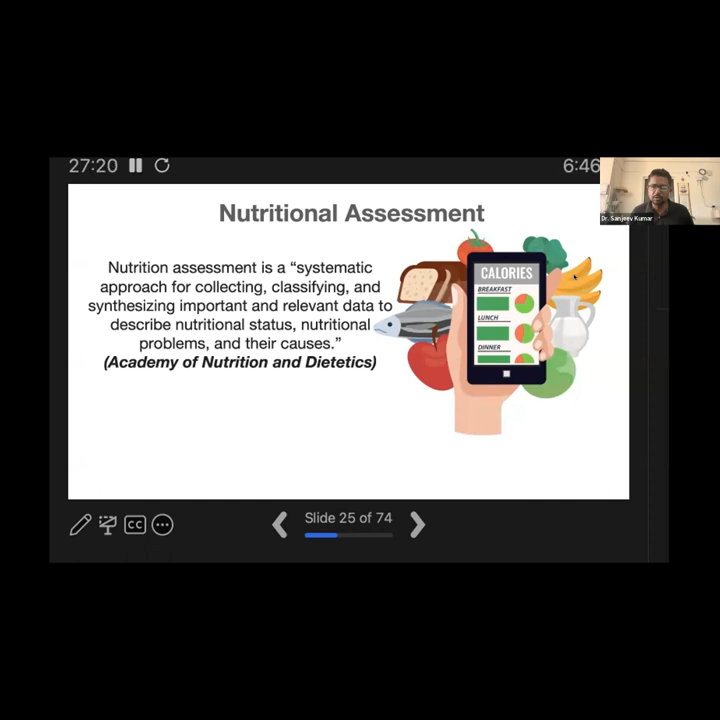 27:20
6:46
Dr. Sanjeev Kumar
Nutritional Assessment
Nutrition assessment is a “systematic
approach for collecting, classifying, and
synthesizing important and relevant data to
describe nutritional status, nutritional
problems, and their causes.”
(Academy of Nutrition and Dietetics)
CALORIES
BREAKFAST
LUNCH
DINNER
CC
Slide 25 of 74